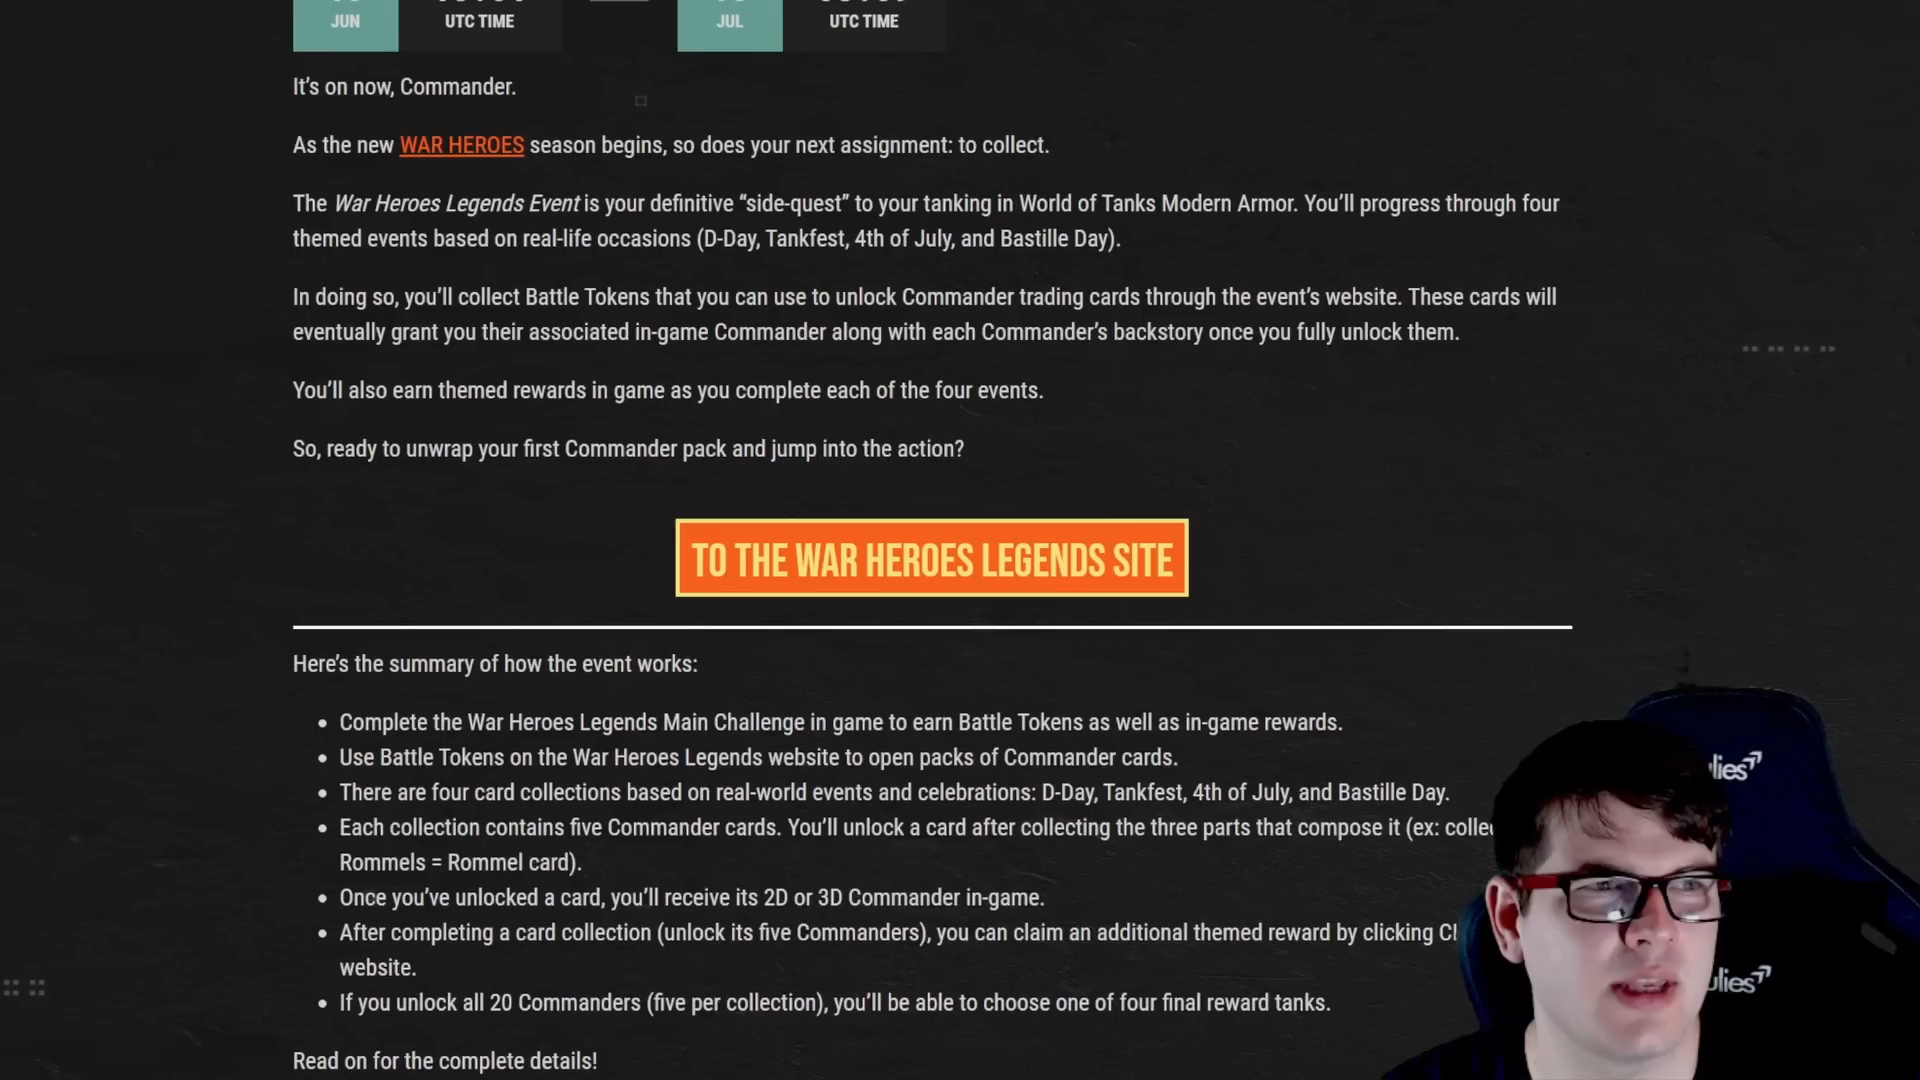 JUN
UTC TIME
JUL
UTC TIME
It's on now, Commander.
As the new WAR HEROES season begins, so does your next assignment: to collect.
The War Heroes Legends Event is your definitive “side-quest” to your tanking in World of Tanks Modern Armor. You'll progress through four
themed events based on real-life occasions (D-Day, Tankfest, 4th of July, and Bastille Day).
In doing so, you'll collect Battle Tokens that you can use to unlock Commander trading cards through the event's website. These cards will
eventually grant you their associated in-game Commander along with each Commander's backstory once you fully unlock them.
You'll also earn themed rewards in game as you complete each of the four events.
So, ready to unwrap your first Commander pack and jump into the action?
TO THE WAR HEROES LEGENDS SITE
Here's the summary of how the event works:
• Complete the War Heroes Legends Main Challenge in game to earn Battle Tokens as well as in-game rewards.
• Use Battle Tokens on the War Heroes Legends website to open packs of Commander cards.
• There are four card collections based on real-world events and celebrations: D-Day, Tankfest, 4th of July, and Bastille Day.
• Each collection contains five Commander cards. You'll unlock a card after collecting the three parts that compose it (ex:
Rommels = Rommel card).
• Once you've unlocked a card, you'll receive its 2D or 3D Commander in-game.
• After completing a card collection (unlock its five Commanders), you can claim an additional themed reward by clicking
website.
• If you unlock all 20 Commanders (five per collection), you'll be able to choose one of four final reward tanks.
Read on for the complete details!